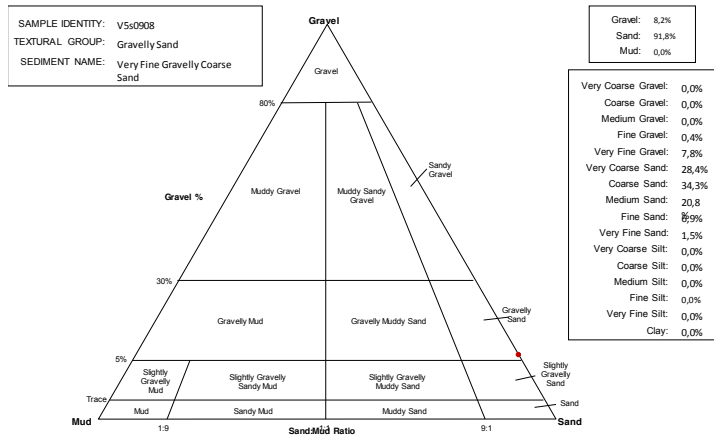 SAMPLE IDENTITY: V5s0908
TEXTURAL GROUP: Gravelly Sand
SEDIMENT NAME: Very Fine Gravelly Coarse
Sand
Gravel
Gravel: 8,2%
Sand: 91,8%
Mud: 0,0%
Very Coarse Gravel: 0,0%
Coarse Gravel: 0,0%
Medium Gravel: 0,0%
Fine Gravel: 0,4%
Very Fine Gravel: 7,8%
Very Coarse Sand: 28,4%
Coarse Sand: 34,3%
Medium Sand: 20,8
%
Fine Sand: 6,9%
Very Fine Sand: 1,5%
Very Coarse Silt: 0,0%
Coarse Silt: 0,0%
Medium Silt: 0,0%
Fine Silt: 0,0%
Very Fine Silt: 0,0%
Clay: 0,0%
Gravel
80%
Sandy
Gravel
Gravel %
Muddy Gravel
Muddy Sandy
Gravel
30%
Gravelly Mud
Gravelly Muddy Sand
Gravelly
Sand
5%
Slightly
Gravelly
Mud
Slightly Gravelly
Sandy Mud
Slightly Gravelly
Muddy Sand
Slightly
Gravelly
Sand
Trace
Mud
Sandy Mud
Muddy Sand
Sand
Mud
Sand
1:9
9:1
Sand:Mud Ratio